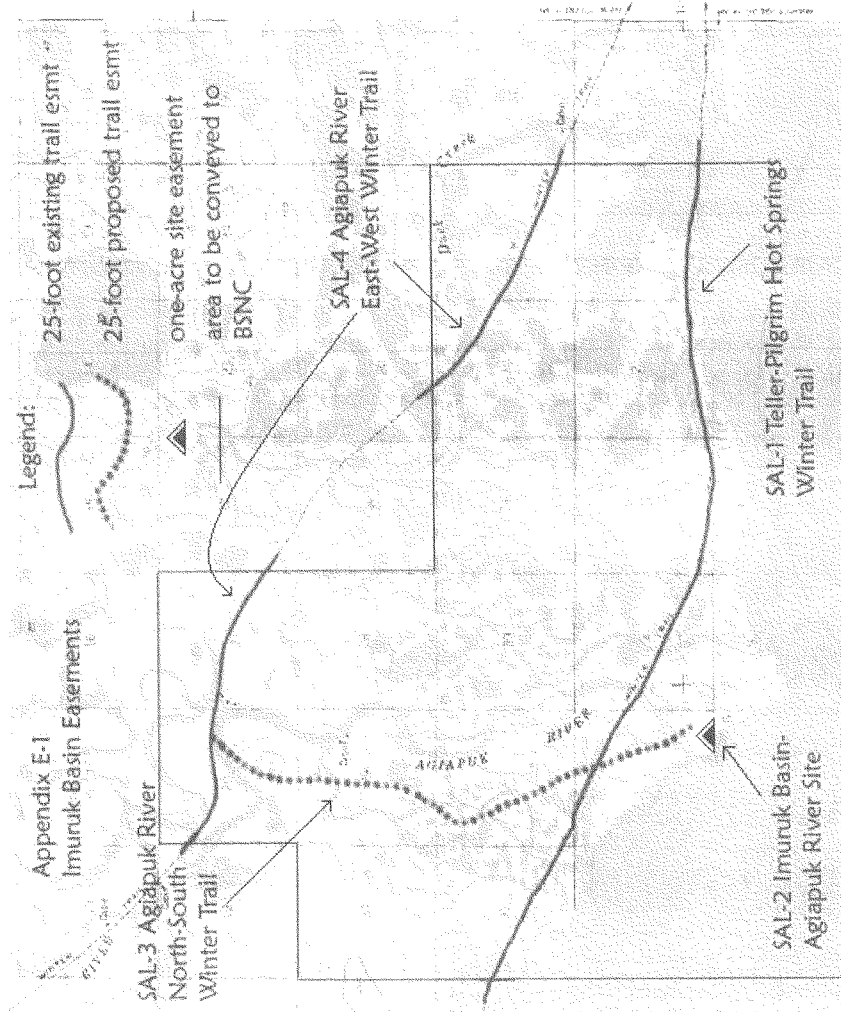 Appendix E-1
Imuruk Basin Easements
Legend:
25-foot existing trail esmt "
25-foot proposed trail esmt "
one-acre site easement
area to be conveyed to
BSNC
SAL-3 Agiapuk River
North-South
Winter Trail
SAL-4 Agiapuk River
East-West Winter Trail
AGIAPUK
RIVER
RIVER
WINTER
CREEK
SAL-2 Imuruk Basin-
Agiapuk River Site
SAL-1 Teller-Pilgrim Hot Springs
Winter Trail